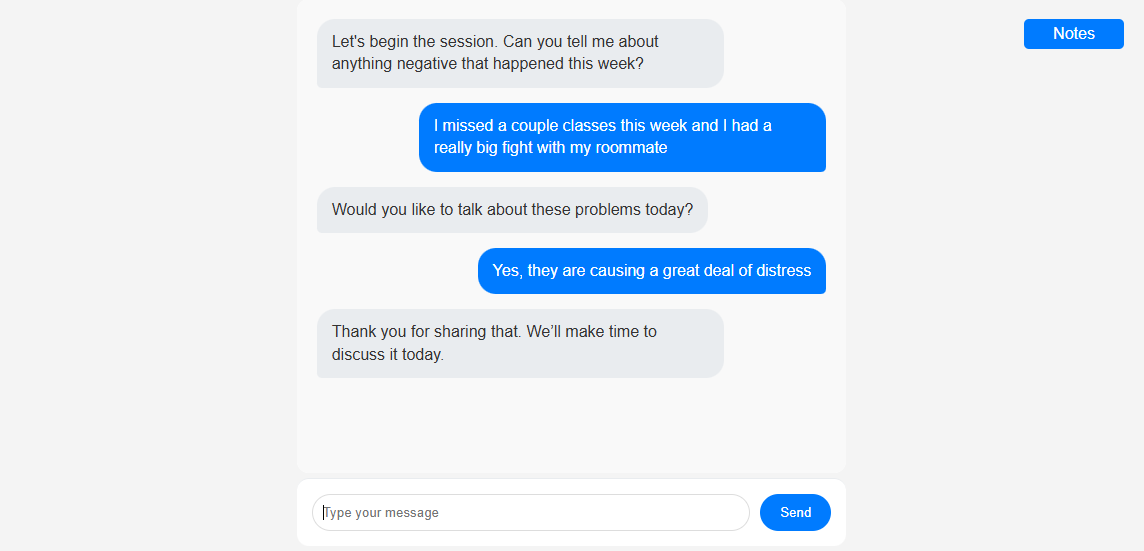 Let's begin the session. Can you tell me about
Notes
anything negative that happened this week?
I missed a couple classes this week and I had a
really big fight with my roommate
Would you like to talk about these problems today?
Yes, they are causing a great deal of distress
Thank you for sharing that. We’ll make time to
discuss it today.
Type your message
Send